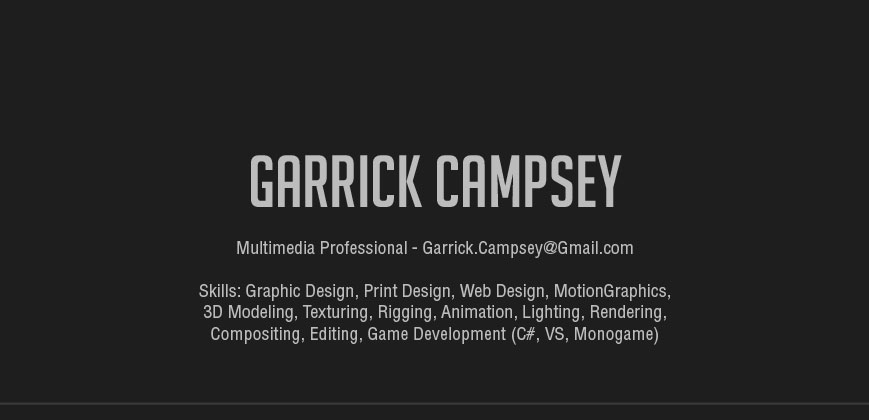 GARRICK CAMPSEY
Multimedia Professional - Garrick.Campsey@Gmail.com
Skills: Graphic Design, Print Design, Web Design, MotionGraphics,
3D Modeling, Texturing, Rigging, Animation, Lighting, Rendering,
Compositing, Editing, Game Development (C#, VS, Monogame)